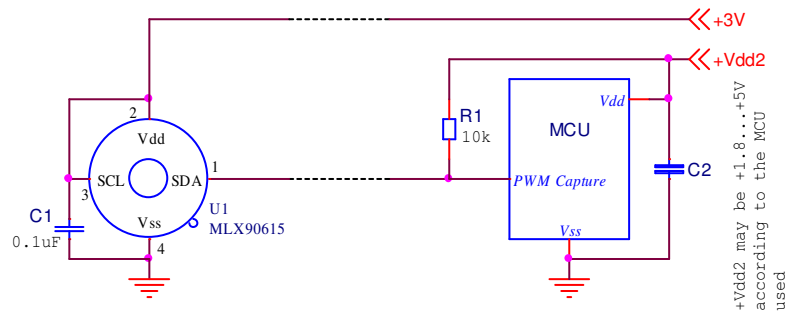 +3V
+Vdd2
R1
10k
Vdd
MCU
PWM Capture
Vss
C2
2
Vdd
SCL
SDA
1
3
Vss
4
U1
MLX90615
C1
0.1uF
+Vdd2 may be +1.8...+5V
according to the MCU
used